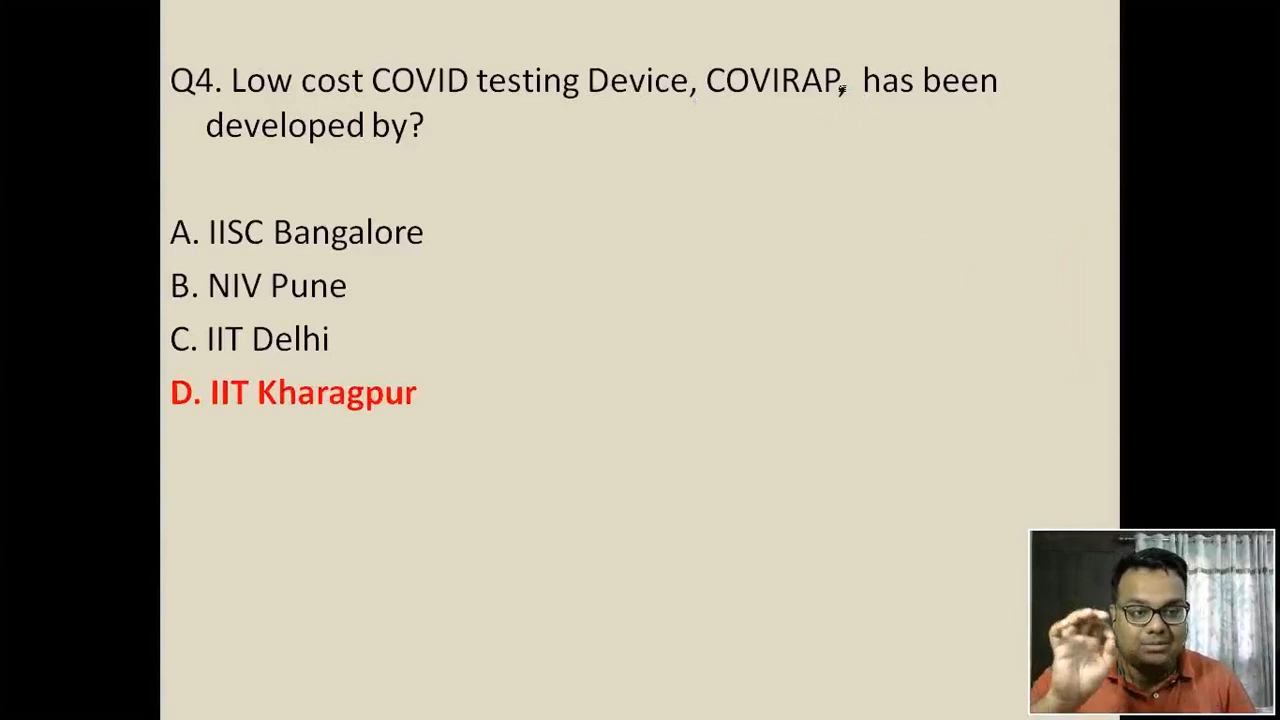 Q4. Low cost COVID testing Device, COVIRAP, has been
developed by?
A. IISC Bangalore
B. NIV Pune
C. IIT Delhi
D. IIT Kharagpur